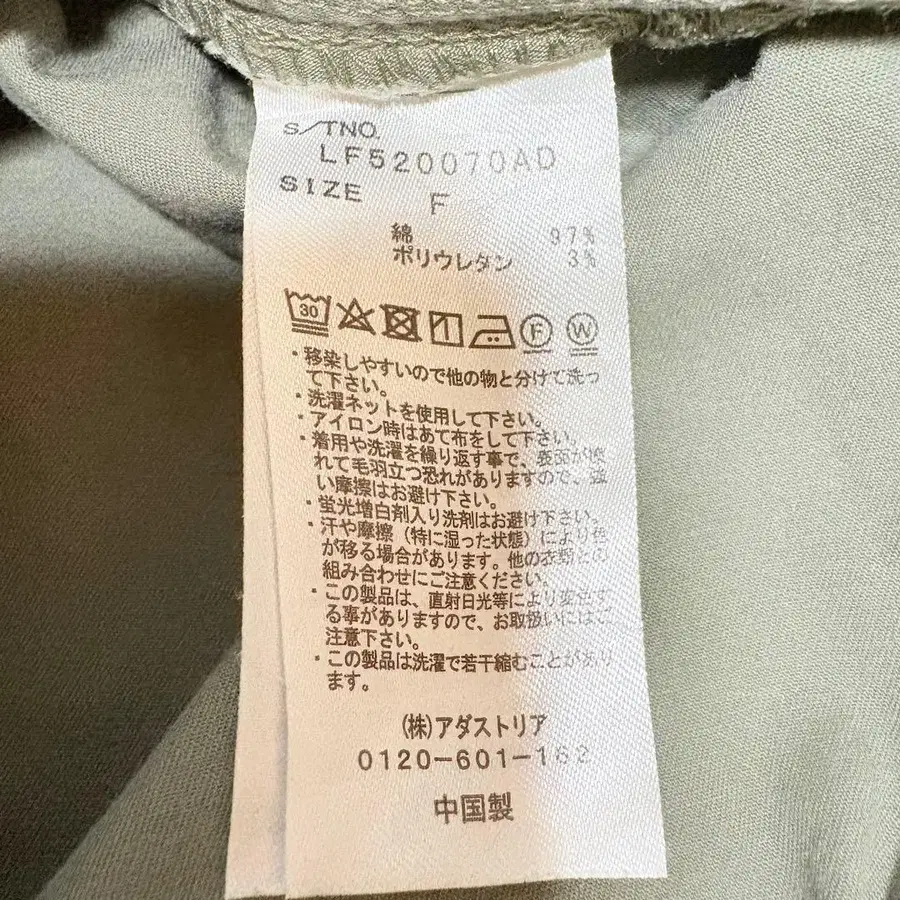 S/TNO.
LF520070AD
SIZE F
綿 97%
ポリウレタン 3%
30
F W
・移染しやすいので他の物と分けて洗っ
て下さい。
・洗濯ネットを使用して下さい。
・アイロン時はあて布をして下さい。
・着用や洗濯を繰り返す事で、表面が擦
れて毛羽立つ恐れがありますので、強
い摩擦はお避け下さい。
・蛍光増白剤入り洗剤はお避け下さい。
・汗や摩擦（特に湿った状態）により色
が移る場合があります。他の衣類との
組み合わせにご注意ください。
・この製品は、直射日光等により変色す
る事がありますので、お取扱いにはご
注意下さい。
・この製品は洗濯で若干縮むことがあり
ます。
(株)アダストリア
0120-601-162
中国製